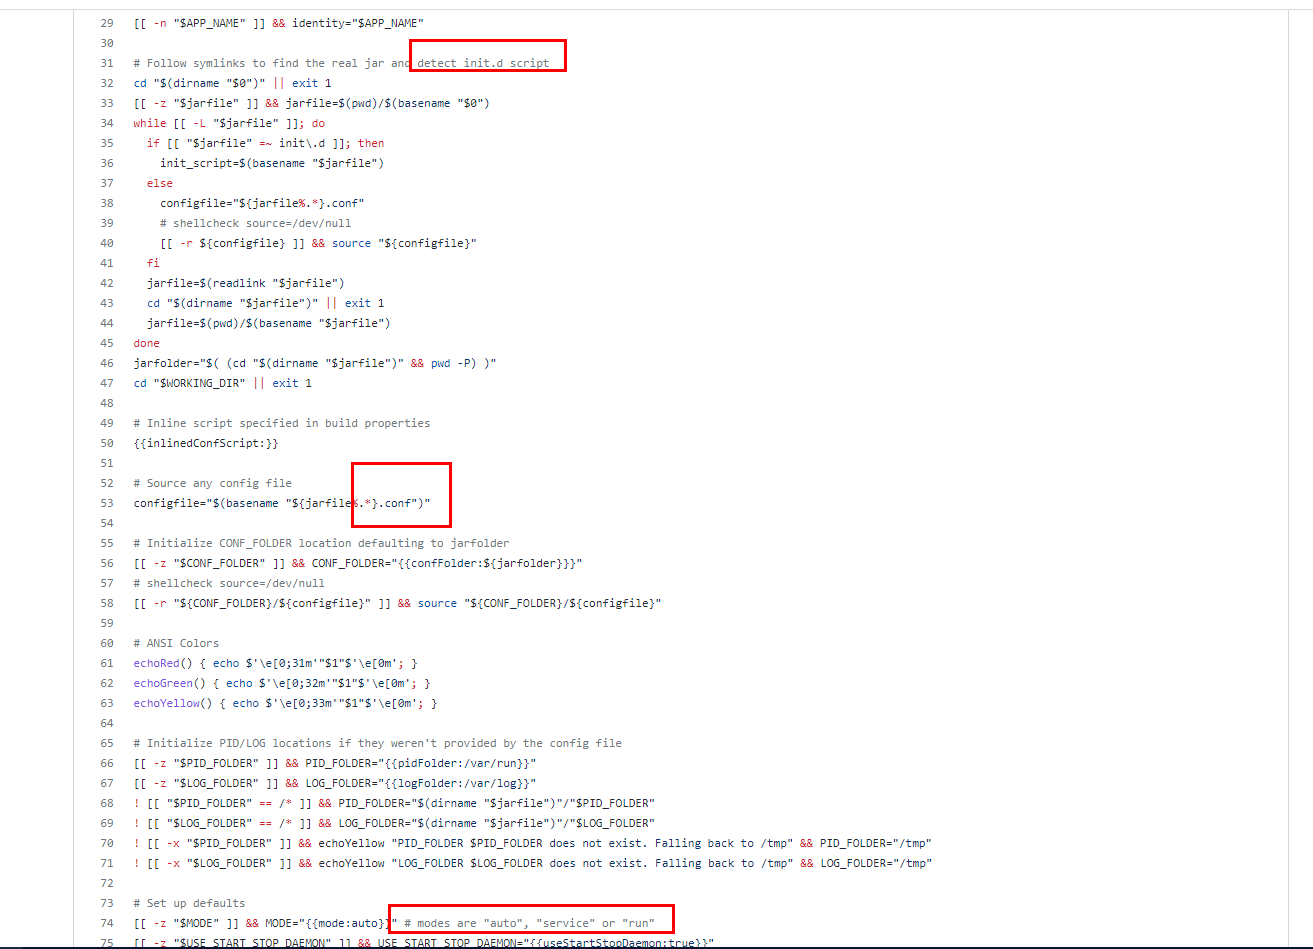 29 [[ -n "$APP_NAME" ]] && identity="$APP_NAME"
30
31 # Follow symlinks to find the real jar and detect init.d script
32 cd "$(dirname "$0")" || exit 1
33 [[ -z "$jarfile" ]] && jarfile=$(pwd)/$(basename "$0")
34 while [[ -L "$jarfile" ]]; do
35   if [[ "$jarfile" =~ init\.d ]]; then
36     init_script=$(basename "$jarfile")
37   else
38     configfile="${jarfile%.*}.conf"
39     # shellcheck source=/dev/null
40     [[ -r ${configfile} ]] && source "${configfile}"
41   fi
42   jarfile=$(readlink "$jarfile")
43   cd "$(dirname "$jarfile")" || exit 1
44   jarfile=$(pwd)/$(basename "$jarfile")
45 done
46 jarfolder="$( (cd "$(dirname "$jarfile")" && pwd -P) )"
47 cd "$WORKING_DIR" || exit 1
48
49 # Inline script specified in build properties
50 {{inlinedConfScript:}}
51
52 # Source any config file
53 configfile="$(basename "${jarfile%.*}.conf")"
54
55 # Initialize CONF_FOLDER location defaulting to jarfolder
56 [[ -z "$CONF_FOLDER" ]] && CONF_FOLDER="{{confFolder:${jarfolder}}}"
57 # shellcheck source=/dev/null
58 [[ -r "${CONF_FOLDER}/${configfile}" ]] && source "${CONF_FOLDER}/${configfile}"
59
60 # ANSI Colors
61 echoRed() { echo $'\e[0;31m'"$1"$'\e[0m'; }
62 echoGreen() { echo $'\e[0;32m'"$1"$'\e[0m'; }
63 echoYellow() { echo $'\e[0;33m'"$1"$'\e[0m'; }
64
65 # Initialize PID/LOG locations if they weren't provided by the config file
66 [[ -z "$PID_FOLDER" ]] && PID_FOLDER="{{pidFolder:/var/run}}"
67 [[ -z "$LOG_FOLDER" ]] && LOG_FOLDER="{{logFolder:/var/log}}"
68 ! [[ "$PID_FOLDER" == /* ]] && PID_FOLDER="$(dirname "$jarfile")"/"$PID_FOLDER"
69 ! [[ "$LOG_FOLDER" == /* ]] && LOG_FOLDER="$(dirname "$jarfile")"/"$LOG_FOLDER"
70 ! [[ -x "$PID_FOLDER" ]] && echoYellow "PID_FOLDER $PID_FOLDER does not exist. Falling back to /tmp" && PID_FOLDER="/tmp"
71 ! [[ -x "$LOG_FOLDER" ]] && echoYellow "LOG_FOLDER $LOG_FOLDER does not exist. Falling back to /tmp" && LOG_FOLDER="/tmp"
72
73 # Set up defaults
74 [[ -z "$MODE" ]] && MODE="{{mode:auto}}" # modes are "auto", "service" or "run"
75 [[ -z "$USE_START_STOP_DAEMON" ]] && USE_START_STOP_DAEMON="{{useStartStopDaemon:true}}"